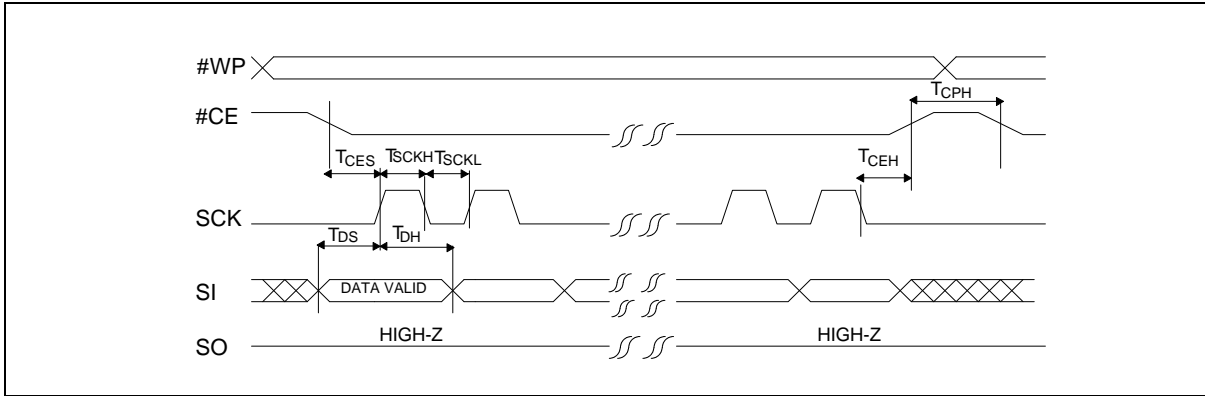 #WP
TCPH
#CE
TCES TSCKH TSCKL
TCEH
SCK
TDS TDH
SI DATA VALID
HIGH-Z HIGH-Z
SO